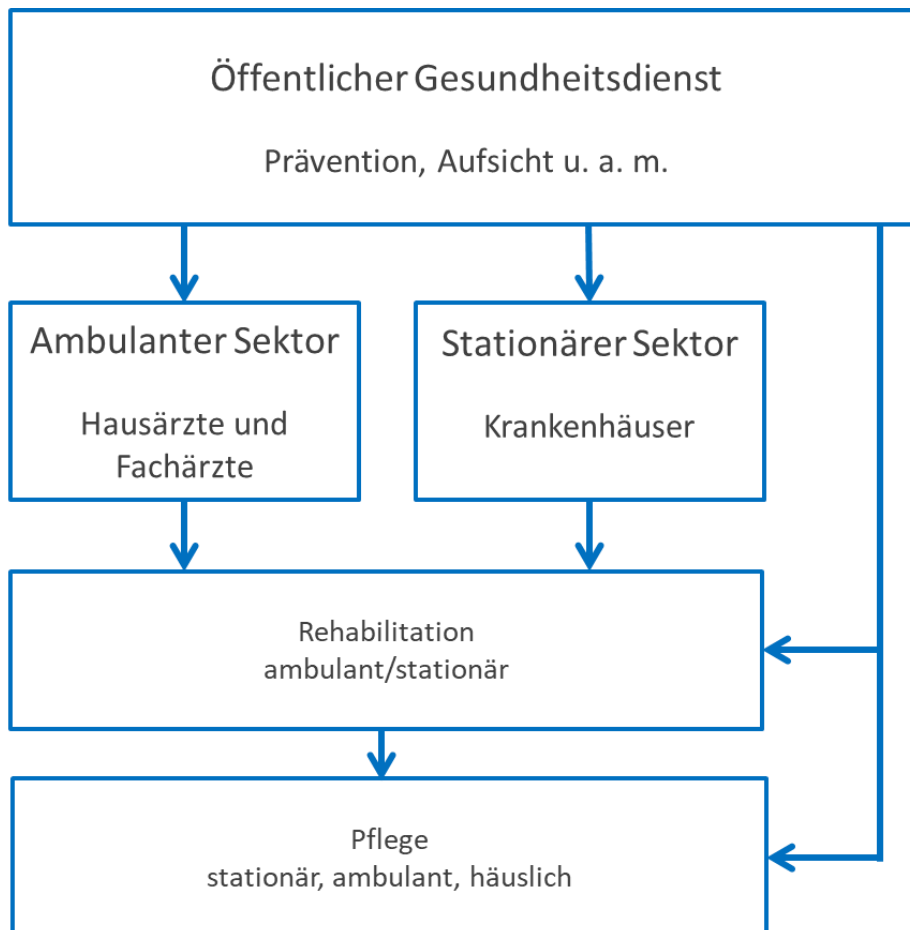 Öffentlicher Gesundheitsdienst
Prävention, Aufsicht u. a. m.
Ambulanter Sektor
Hausärzte und
Fachärzte
Stationärer Sektor
Krankenhäuser
Rehabilitation
ambulant/stationär
Pflege
stationär, ambulant, häuslich